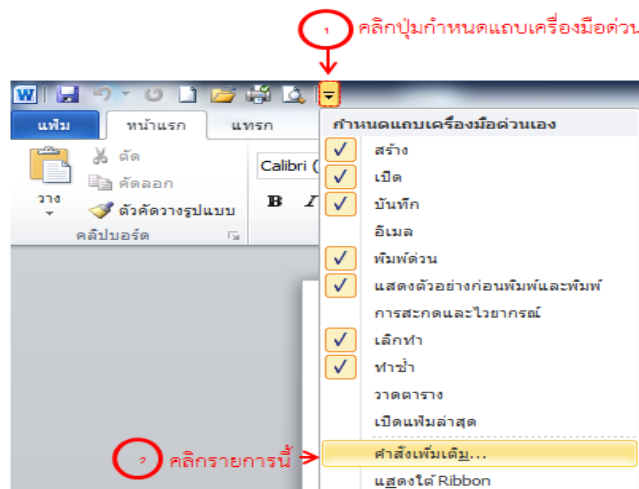 ๑ คลิกปุ่มกำหนดแถบเครื่องมือด่วน
W
แฟ้ม หน้าแรก แทรก
กำหนดแถบเครื่องมือด่วนเอง
สร้าง
เปิด
บันทึก
อีเมล
พิมพ์ด่วน
แสดงตัวอย่างก่อนพิมพ์และพิมพ์
การสะกดและไวยากรณ์
เลิกทำ
ทำซ้ำ
วาดตาราง
เปิดแฟ้มล่าสุด
คำสั่งเพิ่มเติม...
แสดงใต้ Ribbon
ตัด
คัดลอก
วาง
ตัวคัดวางรูปแบบ
คลิปบอร์ด
Calibri (
B I
๒ คลิกรายการนี้